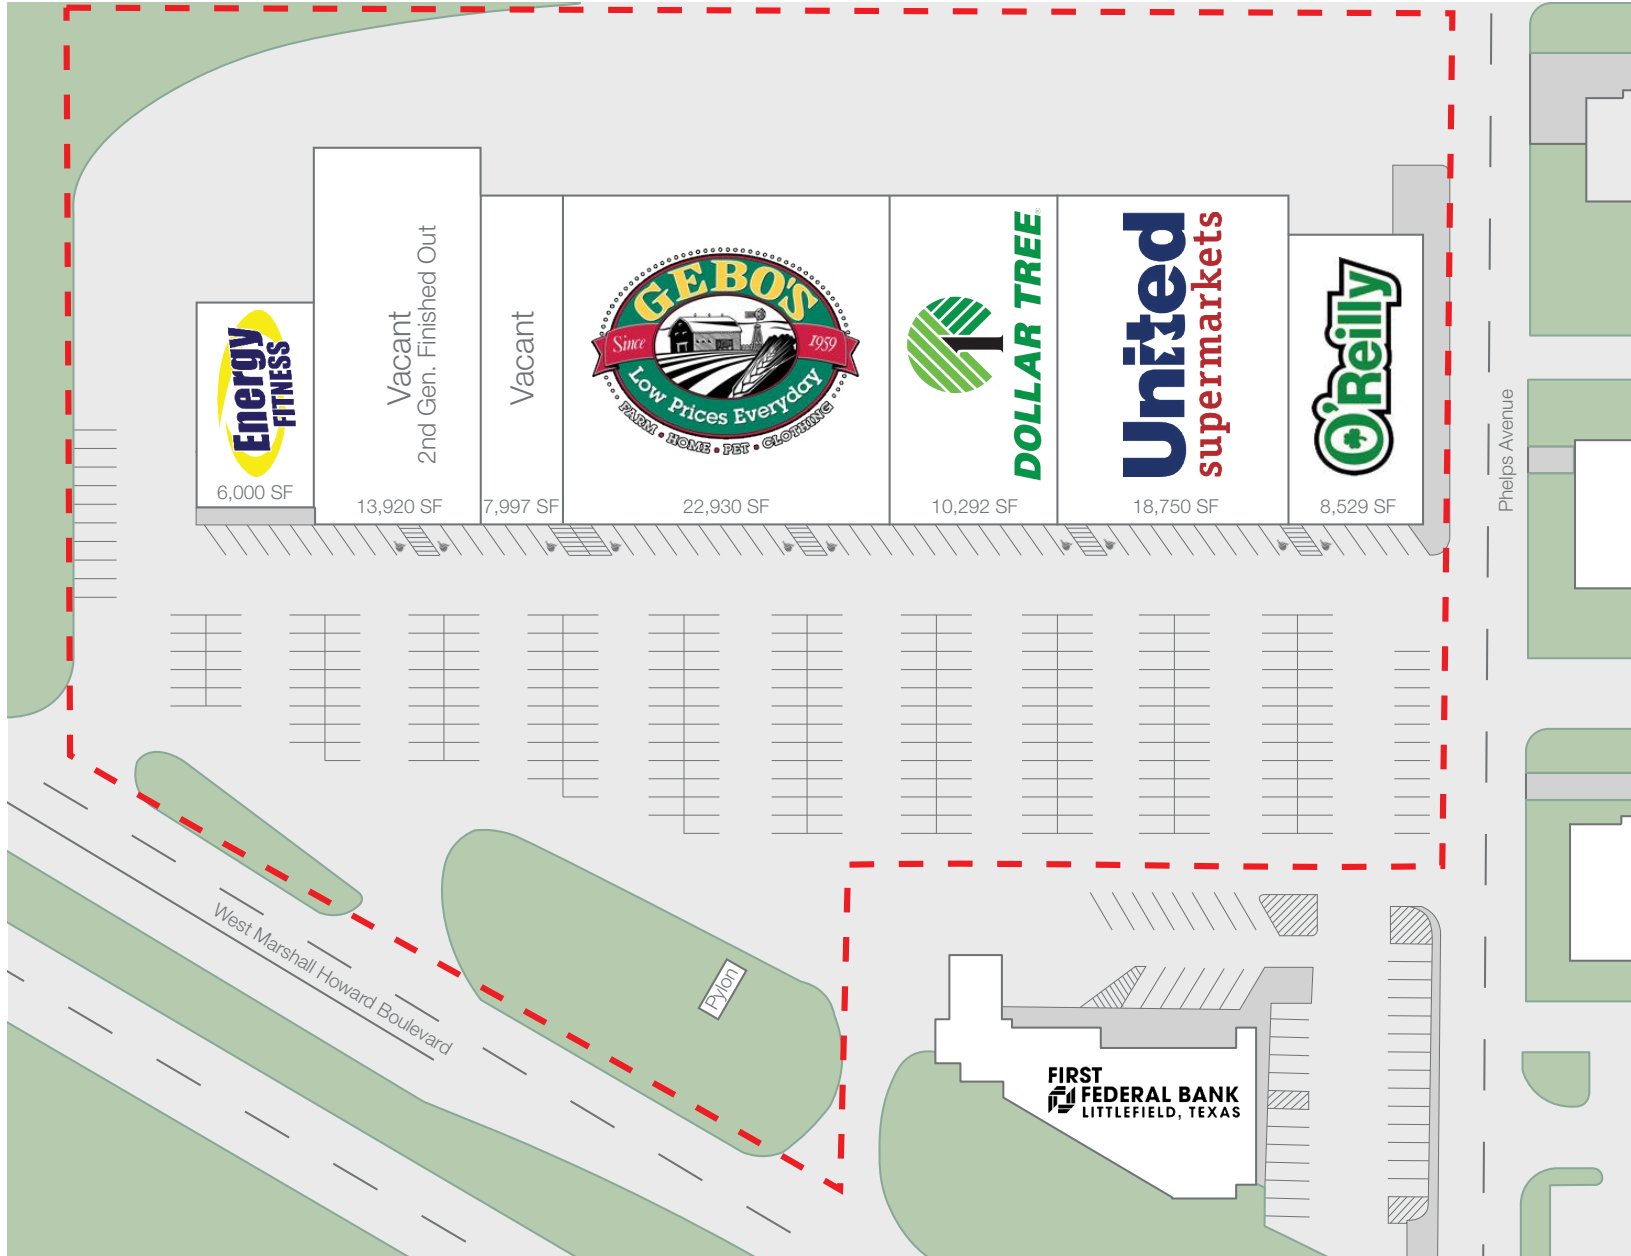 Energy
FITNESS
6,000 SF
Vacant
2nd Gen. Finished Out
13,920 SF
Vacant
7,997 SF
GEBO'S
Since 1959
Low Prices Everyday
FARM • HOME • PET • CLOTHING
22,930 SF
DOLLAR TREE®
10,292 SF
United
supermarkets
18,750 SF
O'Reilly
8,529 SF
Phelps Avenue
West Marshall Howard Boulevard
Pylon
FIRST
FEDERAL BANK
LITTLEFIELD, TEXAS